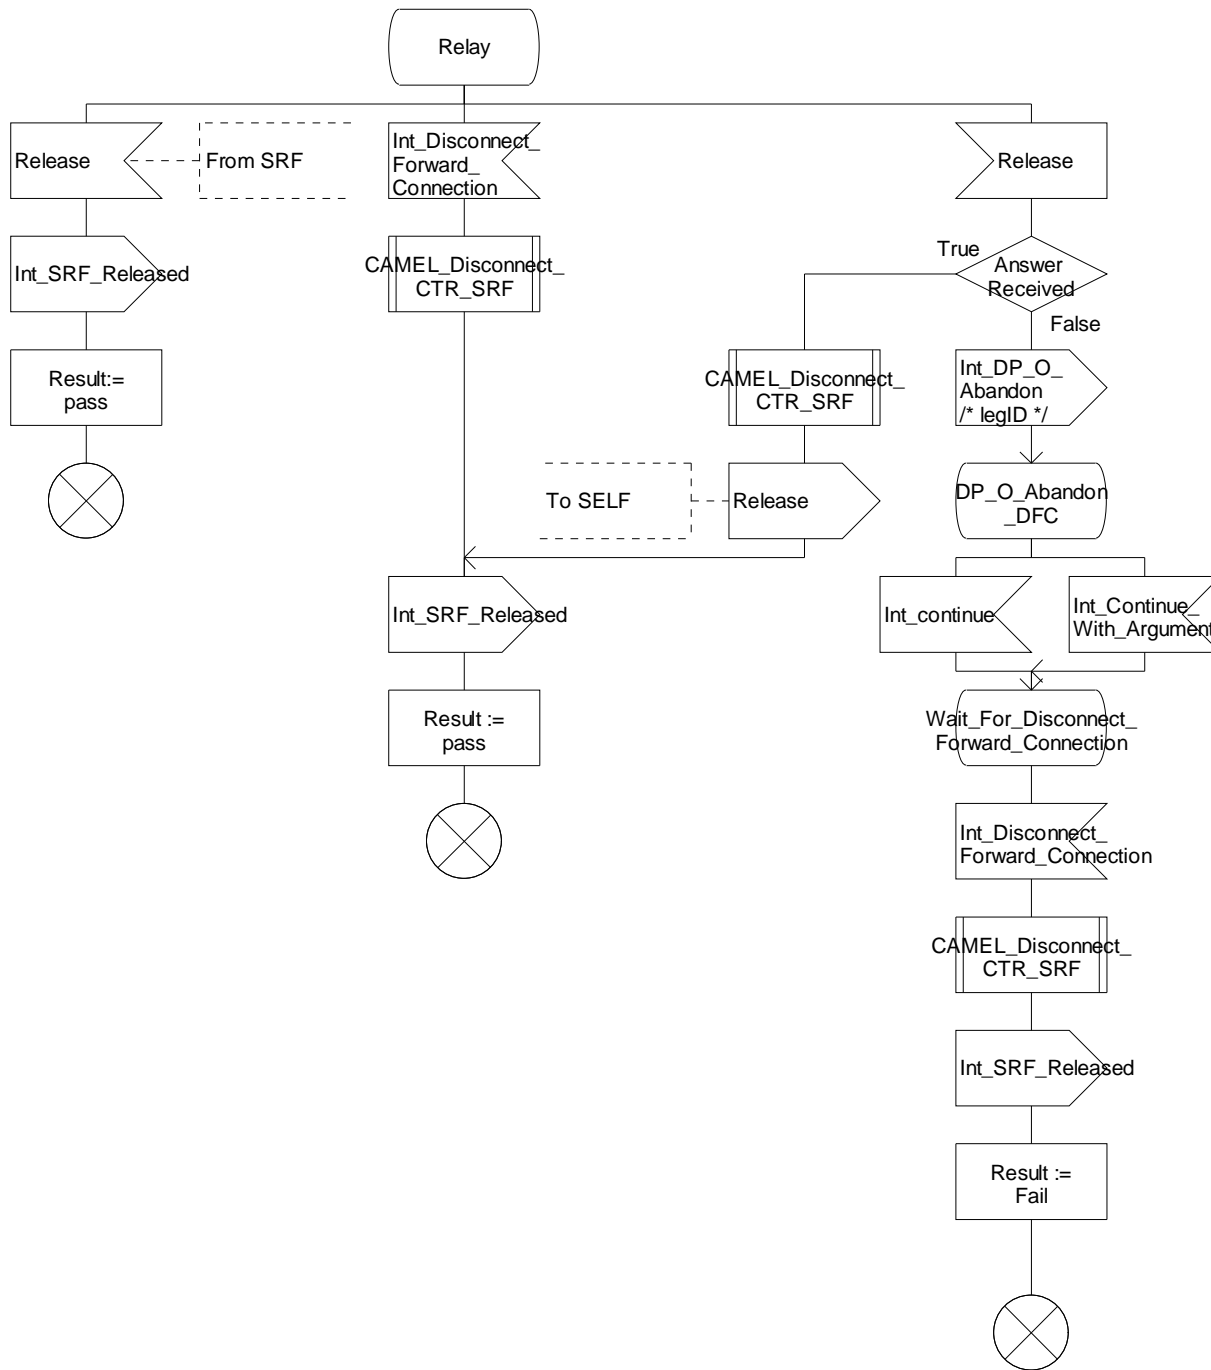 Relay
Release
From SRF
Int_Disconnect_
Forward_
Connection
Release
Int_SRF_Released
CAMEL_Disconnect_
CTR_SRF
True
Answer
Received
False
Result:=
pass
CAMEL_Disconnect_
CTR_SRF
Int_DP_O_
Abandon
/* legID */
To SELF
Release
DP_O_Abandon
_DFC
Int_SRF_Released
Int_continue
Int_Continue_
With_Argument
Result :=
pass
Wait_For_Disconnect_
Forward_Connection
Int_Disconnect_
Forward_Connection
CAMEL_Disconnect_
CTR_SRF
Int_SRF_Released
Result :=
Fail